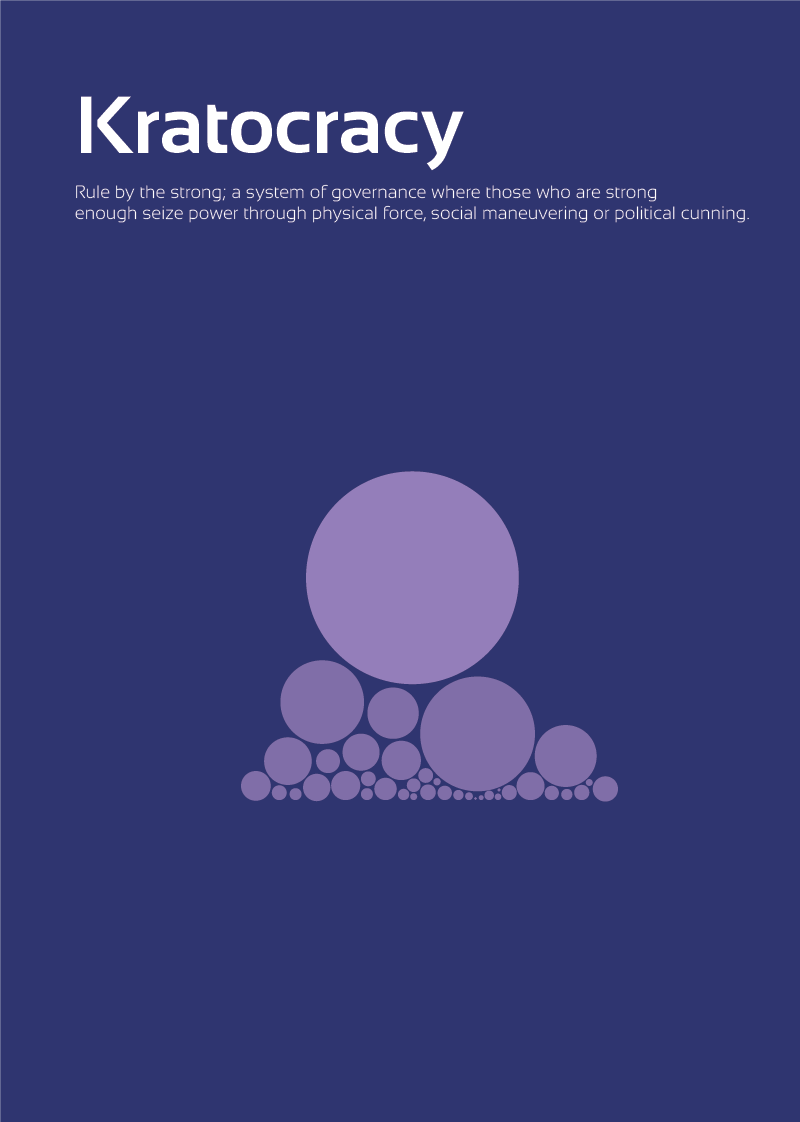 Kratocracy
Rule by the strong; a system of governance where those who are strong
enough seize power through physical force, social maneuvering or political cunning.